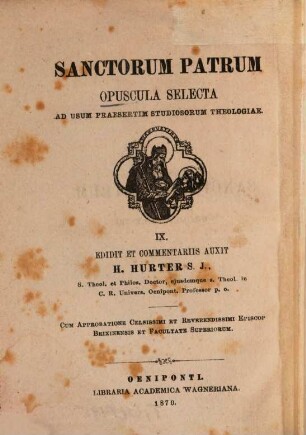 SANCTORUM PATRUM
OPUSCULA SELECTA
AD USUM PRAESERTIM STUDIOSORUM THEOLOGIAE.
IX.
EDIDIT ET COMMENTARIIS AUXIT
H. HURTER S. J.,
S. Theol. et Philos. Doctor, ejusdemque s. Theol. in
C. R. Univers. Oenipont. Professor p. o.
CUM APPROBATIONE CELSISSIMI ET REVERENDISSIMI EPISCOP
BRIXINENSIS ET FACULTATE SUPERIORUM.
OENIPONTI.
LIBRARIA ACADEMICA WAGNERIANA.
1870.